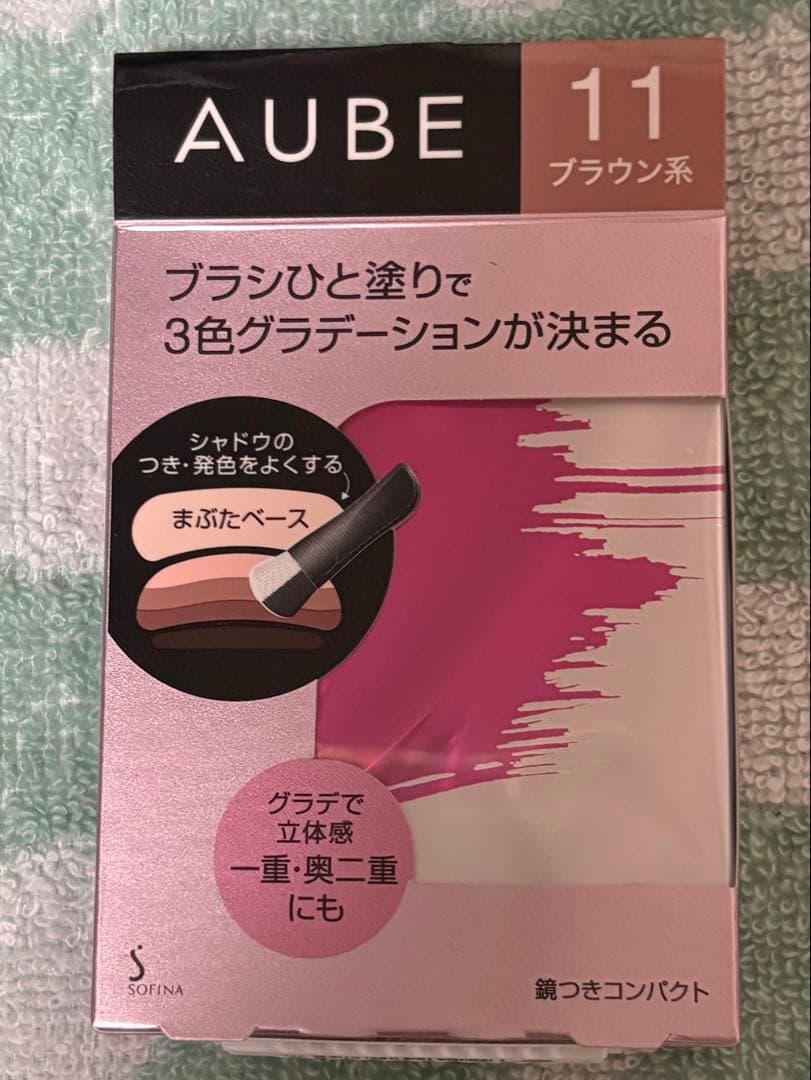 AUBE
11
ブラウン系
ブラシひと塗りで
3色グラデーションが決まる
シャドウの
つき・発色をよくする
まぶたベース
グラデで
立体感
一重・奥二重
にも
SOFINA
鏡つきコンパクト